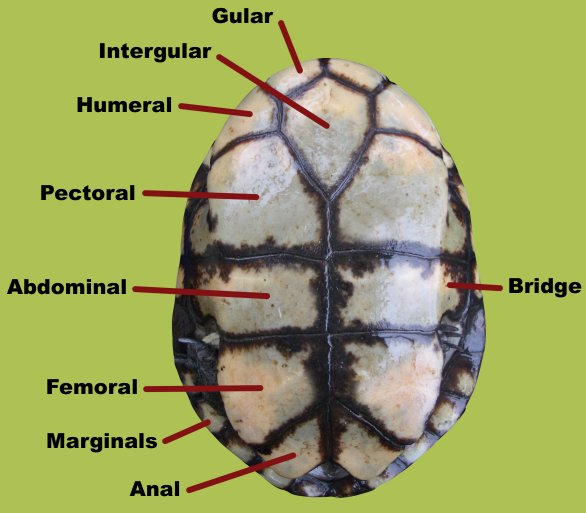 Gular
Intergular
Humeral
Pectoral
Abdominal
Bridge
Femoral
Marginals
Anal